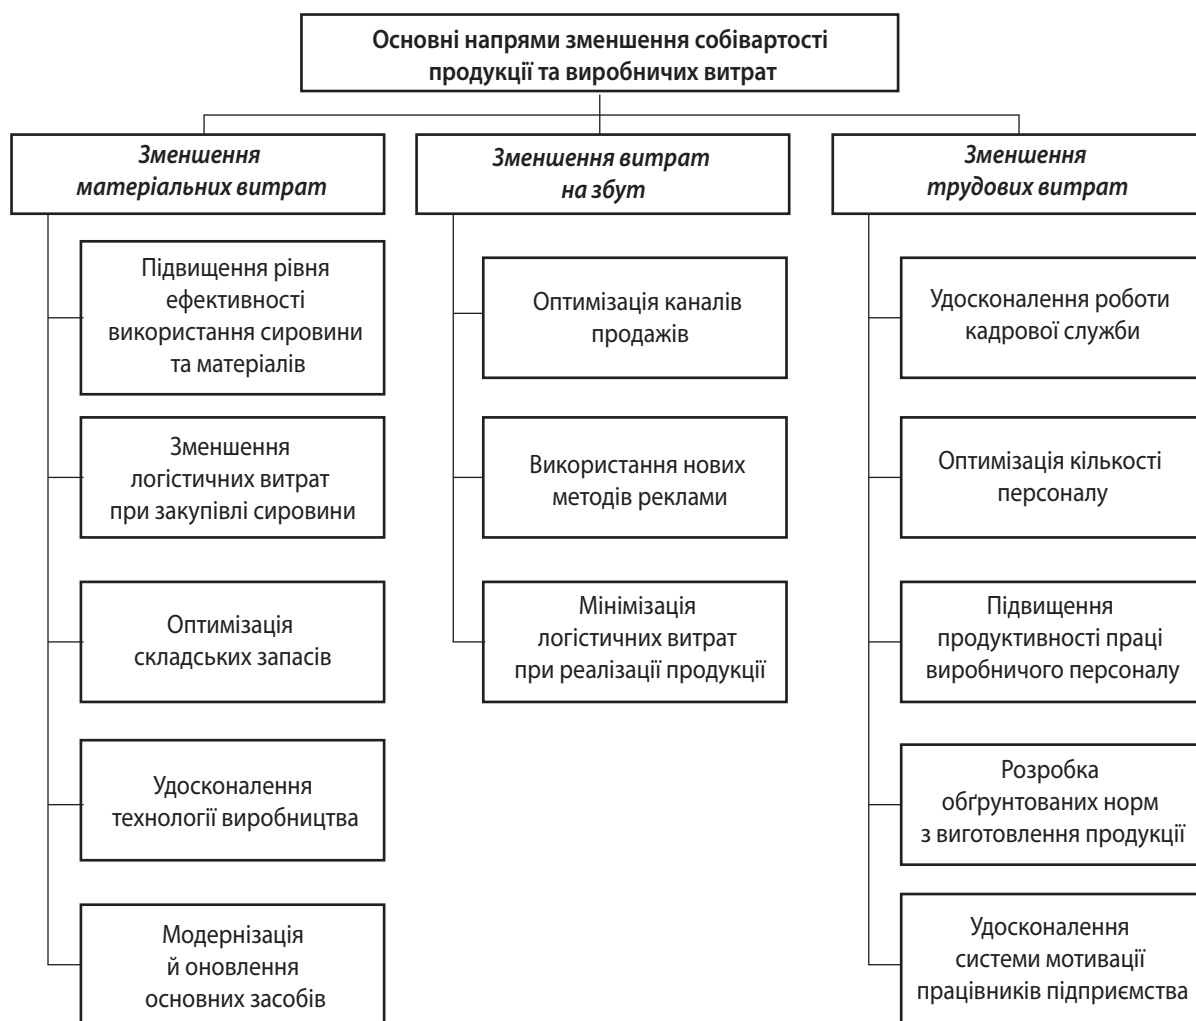 Основні напрями зменшення собівартості
продукції та виробничих витрат
Зменшення
матеріальних витрат
Підвищення рівня
ефективності
використання сировини
та матеріалів
Зменшення
логістичних витрат
при закупівлі сировини
Оптимізація
складських запасів
Удосконалення
технології виробництва
Модернізація
й оновлення
основних засобів
Зменшення витрат
на збут
Оптимізація каналів
продажів
Використання нових
методів реклами
Мінімізація
логістичних витрат
при реалізації продукції
Зменшення
трудових витрат
Удосконалення роботи
кадрової служби
Оптимізація кількості
персоналу
Підвищення
продуктивності праці
виробничого персоналу
Розробка
обґрунтованих норм
з виготовлення продукції
Удосконалення
системи мотивації
працівників підприємства